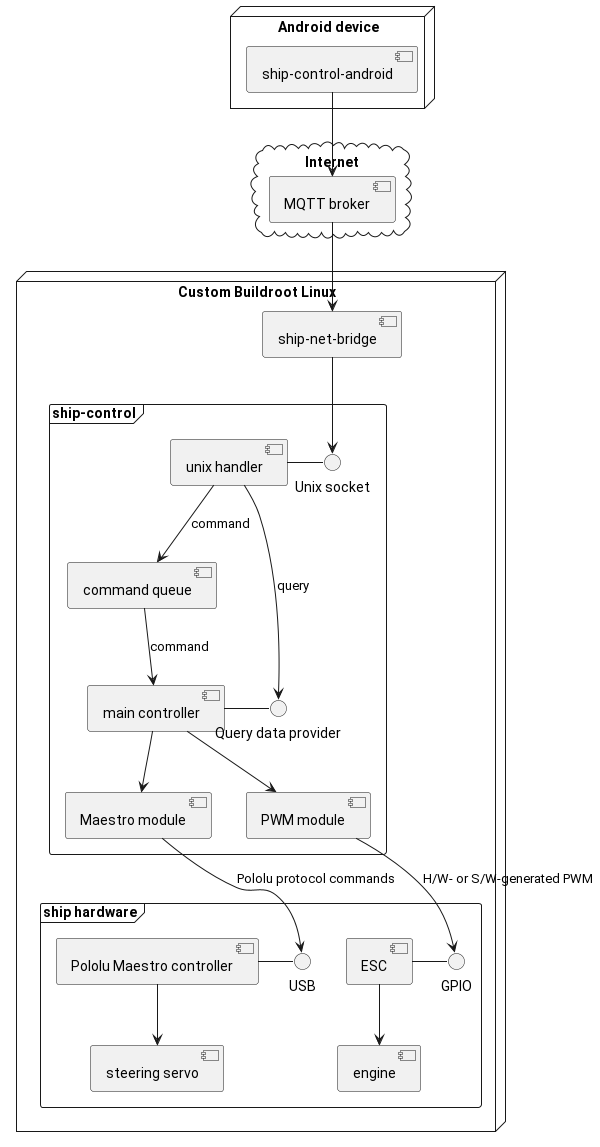 Android device
ship-control-android
Internet
MQTT broker
Custom Buildroot Linux
ship-net-bridge
ship-control
unix handler
Unix socket
command
command queue
query
command
main controller
Query data provider
Maestro module
PWM module
Pololu protocol commands
H/W- or S/W-generated PWM
ship hardware
Pololu Maestro controller
USB
ESC
GPIO
steering servo
engine